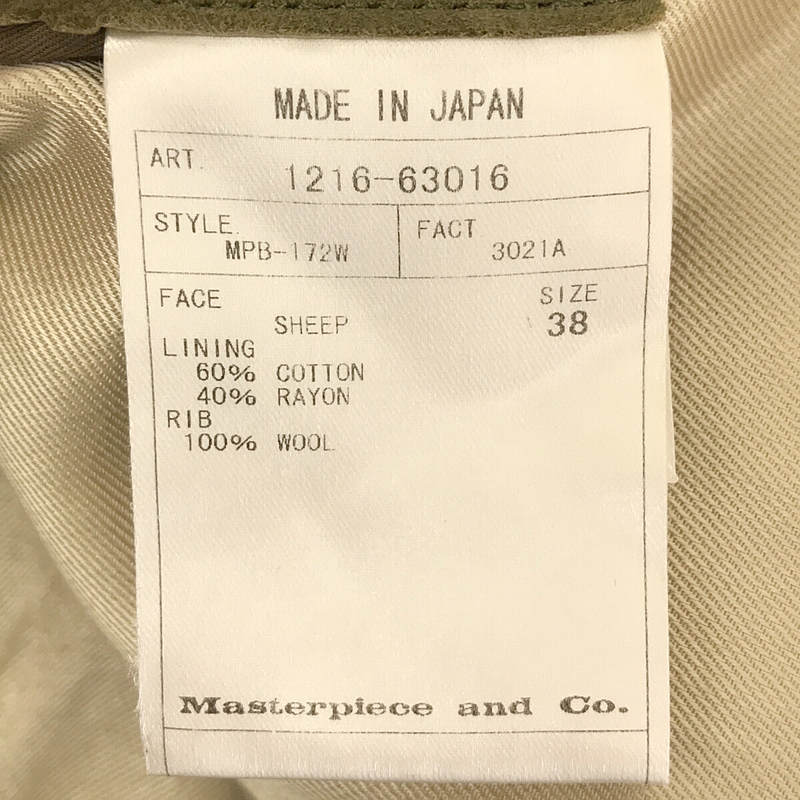 MADE IN JAPAN
ART. 1216-63016
STYLE. MPB-172W
FACT 3021A
FACE SIZE
SHEEP 38
LINING
60% COTTON
40% RAYON
RIB
100% WOOL
Masterpiece and Co.